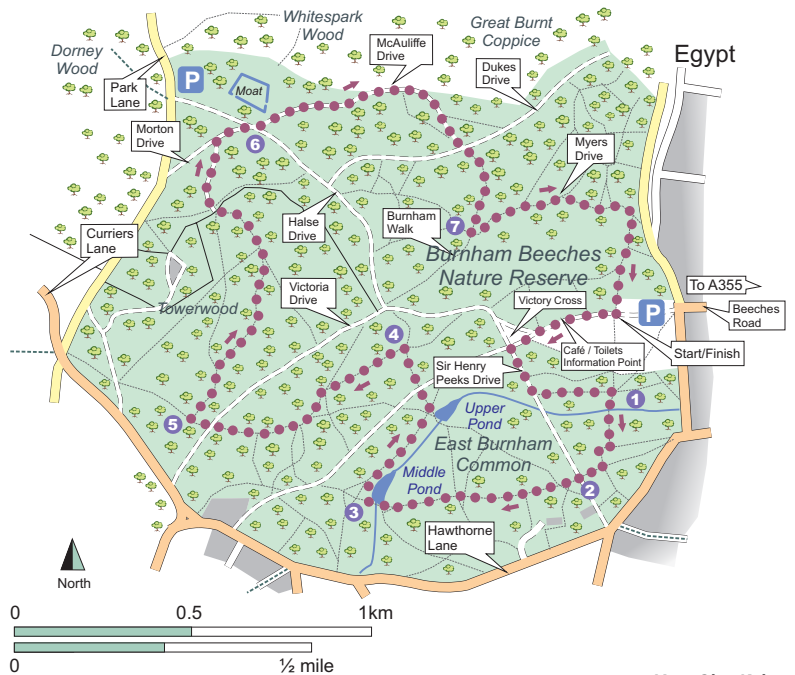 Whitespark
Wood
Great Burnt
Coppice
Dorney
Wood
McAuliffe
Drive
Dukes
Drive
Egypt
P
Moat
Park
Lane
Morton
Drive
6
Myers
Drive
Halse
Drive
Burnham
Walk
7
Curriers
Lane
Burnham Beeches
Nature Reserve
To A355
Victoria
Drive
Towerwood
Victory Cross
P
Beeches
Road
4
Café / Toilets
Information Point
Start/Finish
Sir Henry
Peeks Drive
1
Upper
Pond
5
East Burnham
Common
Middle
Pond
2
3
Hawthorne
Lane
North
0
0.5
1km
0
½ mile